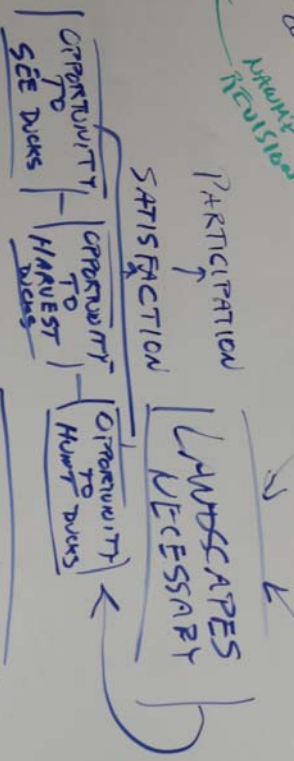 REVISION
PARTICIPATION
SATISFACTION
LANDSCAPES
NECESSARY
OPPORTUNITY
TO
SEE DUCKS
OPPORTUNITY
TO
HARVEST
DUCKS
OPPORTUNITY
TO
HUNT DUCKS